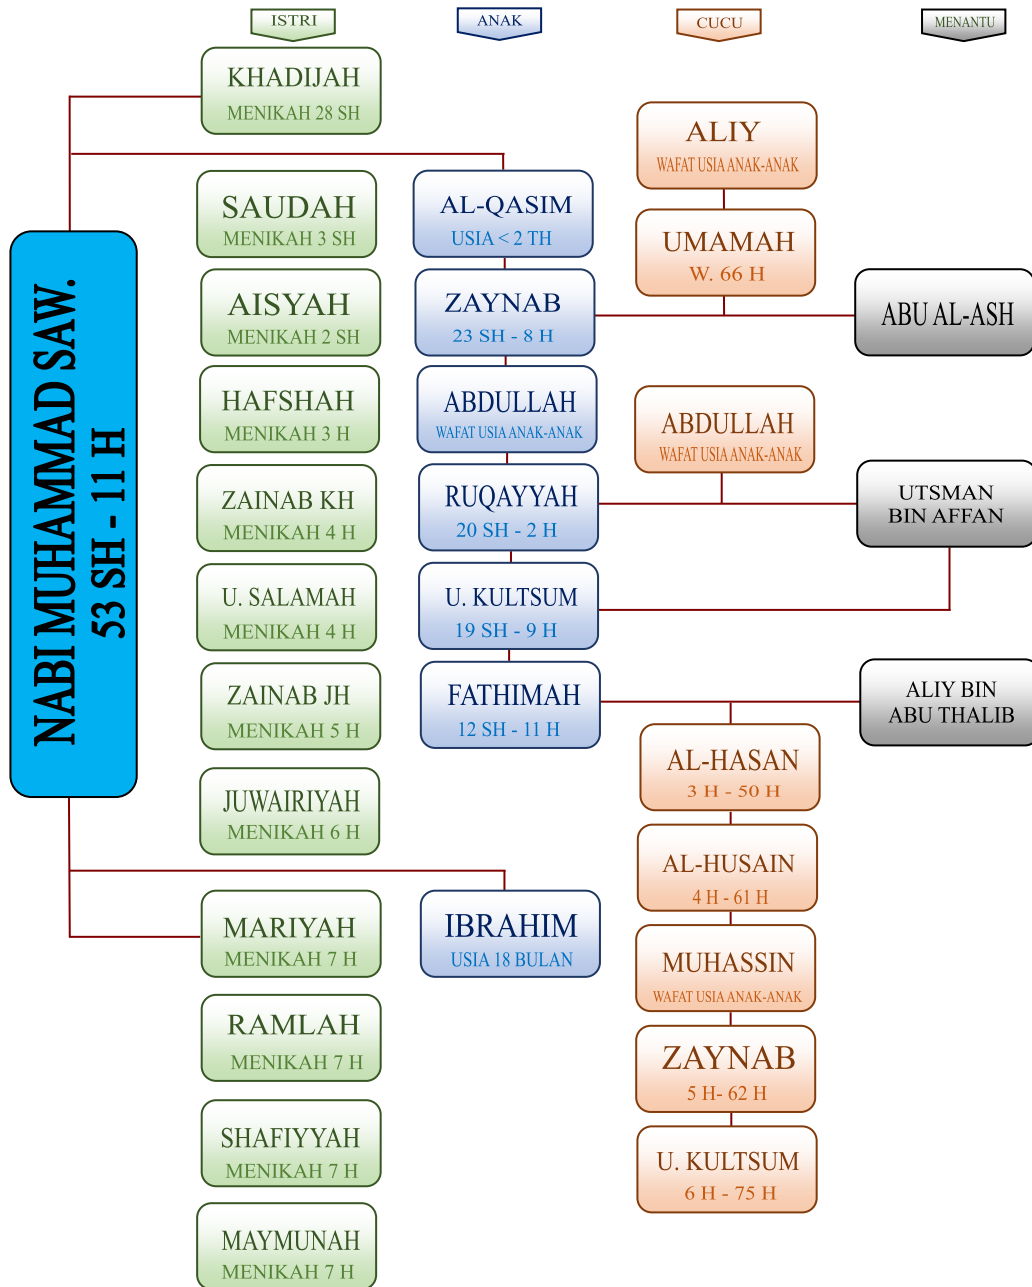 ISTRI
ANAK
CUCU
MENANTU
NABI MUHAMMAD SAW.
53 SH - 11 H
KHADIJAH
MENIKAH 28 SH
SAUDAH
MENIKAH 3 SH
AISYAH
MENIKAH 2 SH
HAFSHAH
MENIKAH 3 H
ZAINAB KH
MENIKAH 4 H
U. SALAMAH
MENIKAH 4 H
ZAINAB JH
MENIKAH 5 H
JUWAIRIYAH
MENIKAH 6 H
MARIYAH
MENIKAH 7 H
RAMLAH
MENIKAH 7 H
SHAFIYYAH
MENIKAH 7 H
MAYMUNAH
MENIKAH 7 H
AL-QASIM
USIA < 2 TH
ZAYNAB
23 SH - 8 H
ABDULLAH
WAFAT USIA ANAK-ANAK
RUQAYYAH
20 SH - 2 H
U. KULTSUM
19 SH - 9 H
FATHIMAH
12 SH - 11 H
IBRAHIM
USIA 18 BULAN
ALIY
WAFAT USIA ANAK-ANAK
UMAMAH
W. 66 H
ABDULLAH
WAFAT USIA ANAK-ANAK
AL-HASAN
3 H - 50 H
AL-HUSAIN
4 H - 61 H
MUHASSIN
WAFAT USIA ANAK-ANAK
ZAYNAB
5 H- 62 H
U. KULTSUM
6 H - 75 H
ABU AL-ASH
UTSMAN
BIN AFFAN
ALIY BIN
ABU THALIB